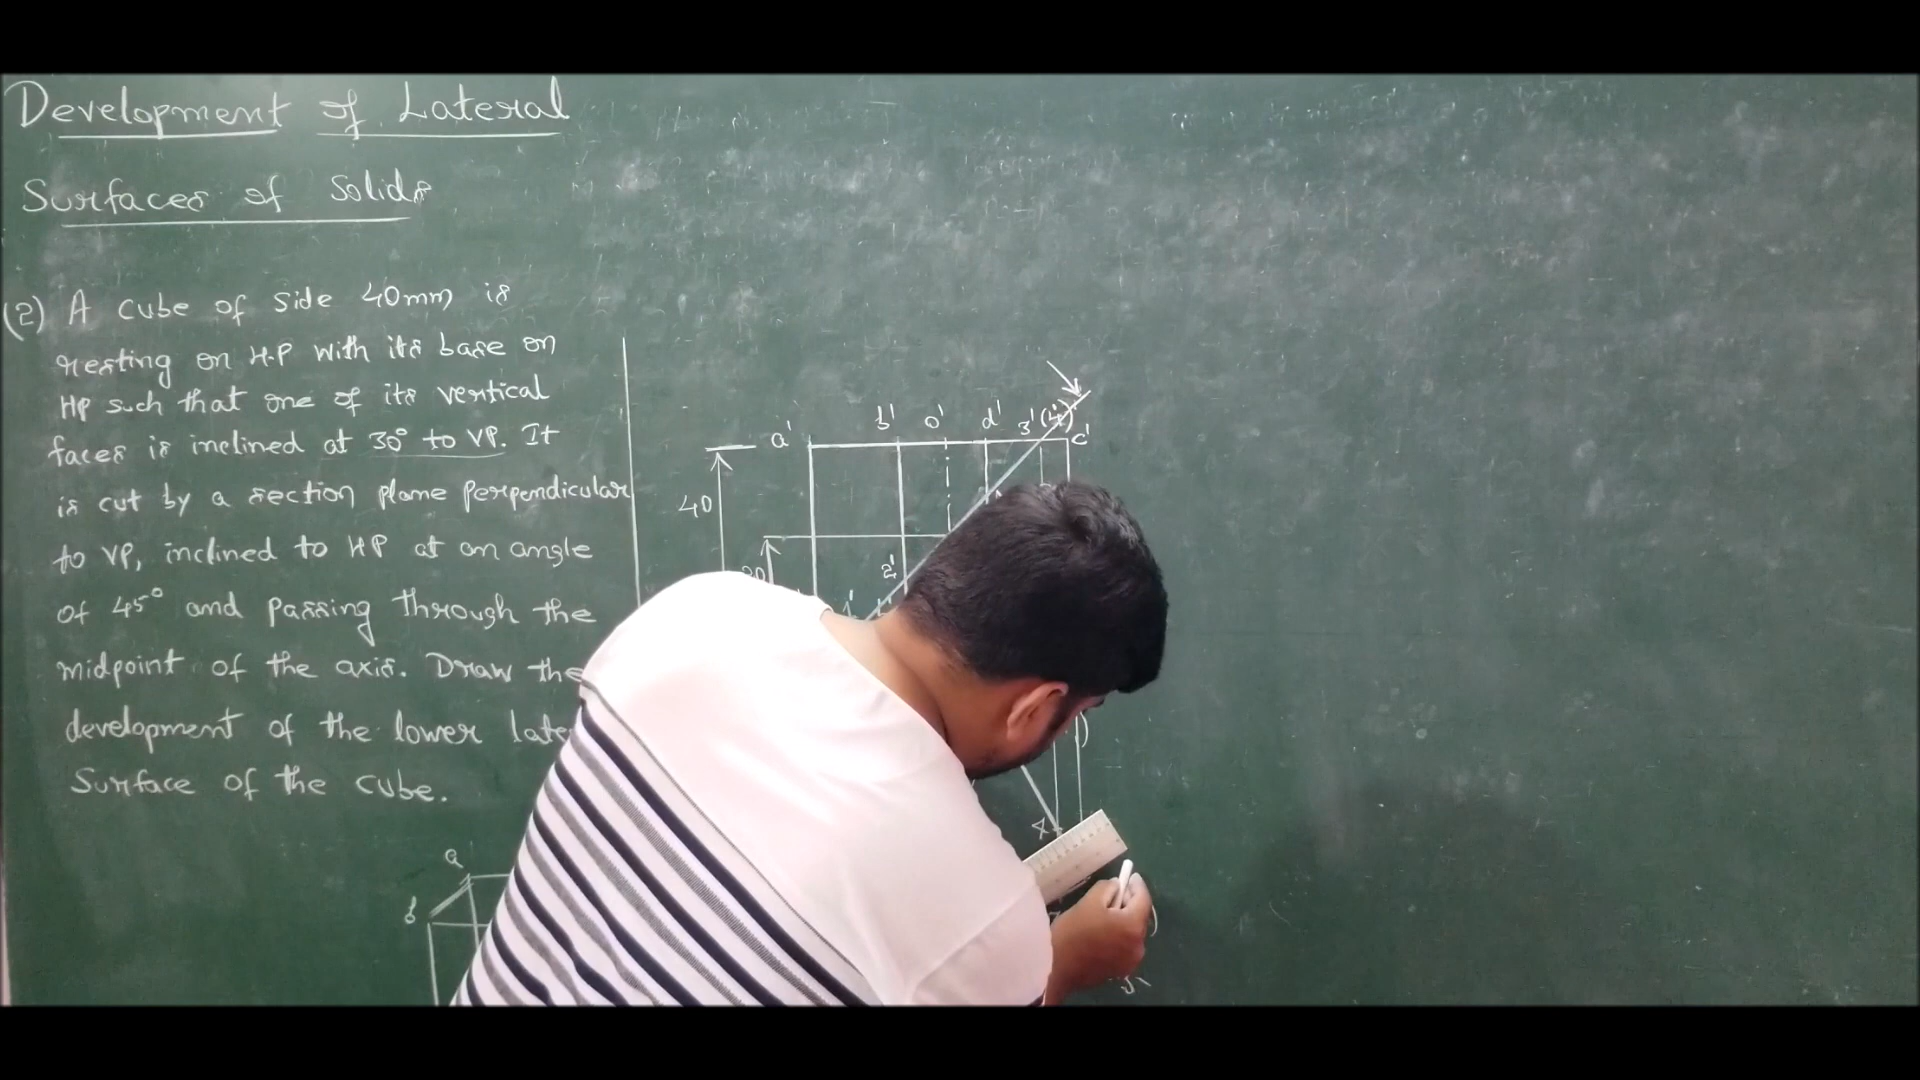 Development of Lateral
Surfaces of Solids
(2) A cube of side 40mm is
resting on H.P with its base on
HP such that one of its vertical
faces is inclined at 30° to VP. It
is cut by a section plane perpendicular
to VP, inclined to HP at an angle
of 45° and passing through the
midpoint of the axis. Draw the
development of the lower late
Surface of the cube.
a' b' o' d' 3' (4') c'
40
20
2'
1'
a
b